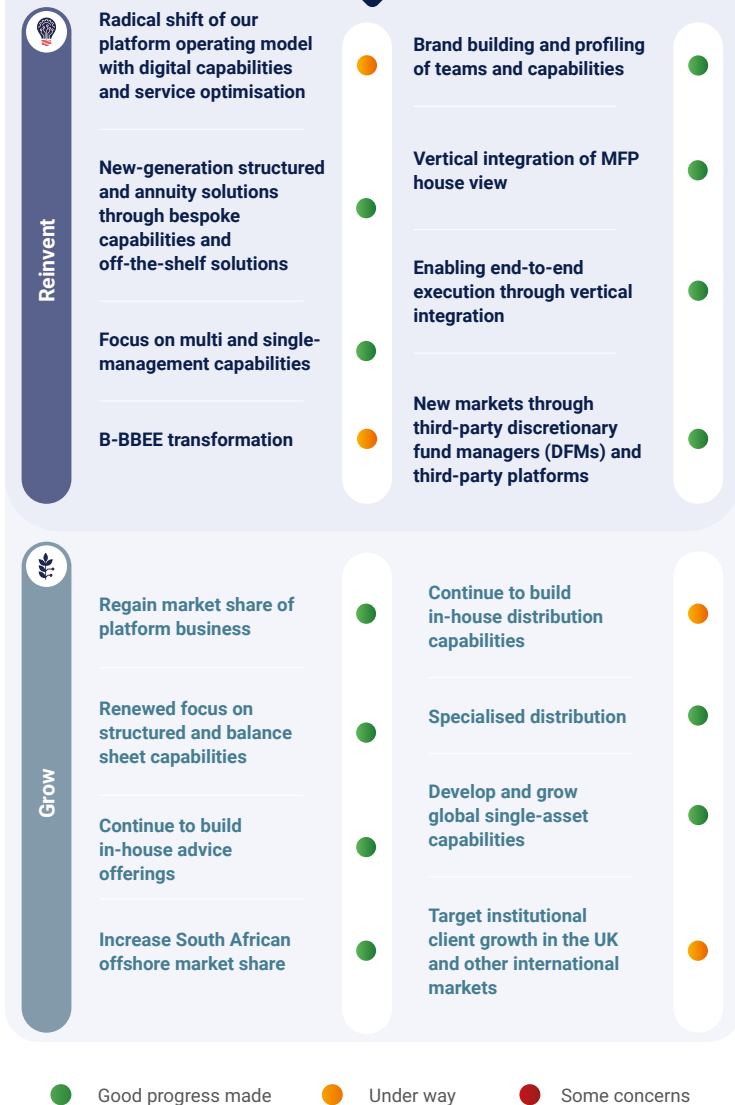 Reinvent
Radical shift of our
platform operating model
with digital capabilities
and service optimisation
New-generation structured
and annuity solutions
through bespoke
capabilities and
off-the-shelf solutions
Focus on multi and single-
management capabilities
B-BBEE transformation
Brand building and profiling
of teams and capabilities
Vertical integration of MFP
house view
Enabling end-to-end
execution through vertical
integration
New markets through
third-party discretionary
fund managers (DFMs) and
third-party platforms
Grow
Regain market share of
platform business
Renewed focus on
structured and balance
sheet capabilities
Continue to build
in-house advice
offerings
Increase South African
offshore market share
Continue to build
in-house distribution
capabilities
Specialised distribution
Develop and grow
global single-asset
capabilities
Target institutional
client growth in the UK
and other international
markets
Good progress made
Under way
Some concerns